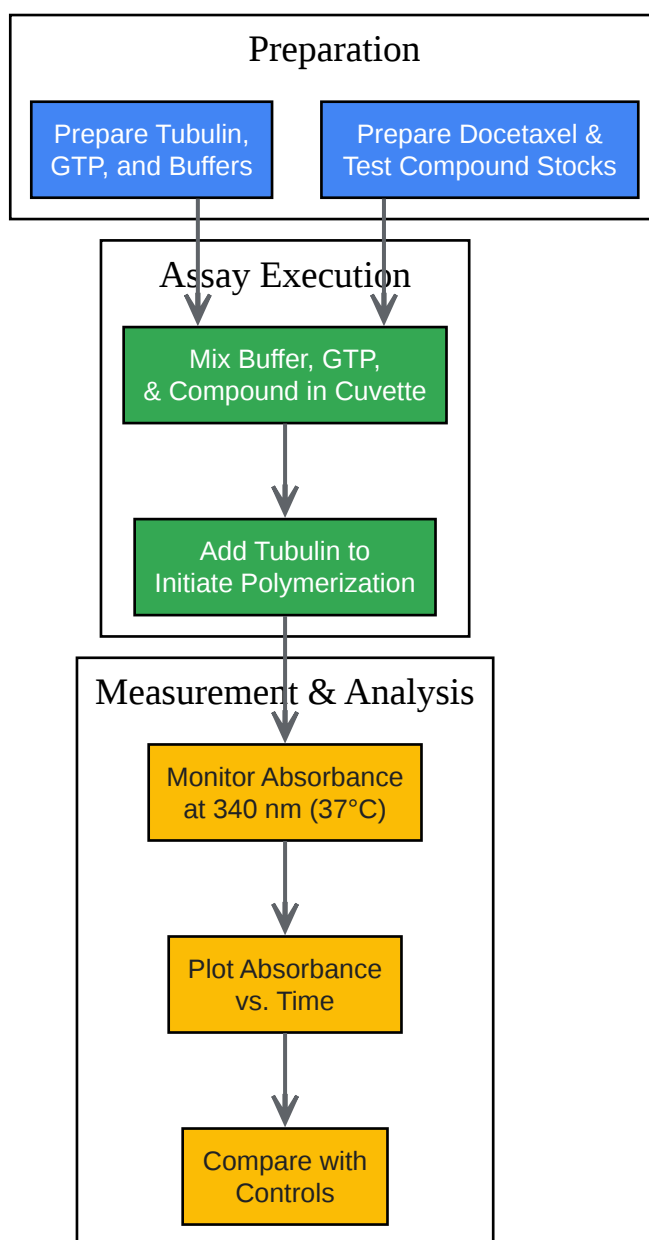 Preparation
Prepare Tubulin,
GTP, and Buffers
Prepare Docetaxel &
Test Compound Stocks
Assay Execution
Mix Buffer, GTP,
& Compound in Cuvette
Add Tubulin to
Initiate Polymerization
Measurement & Analysis
Monitor Absorbance
at 340 nm (37°C)
Plot Absorbance
vs. Time
Compare with
Controls